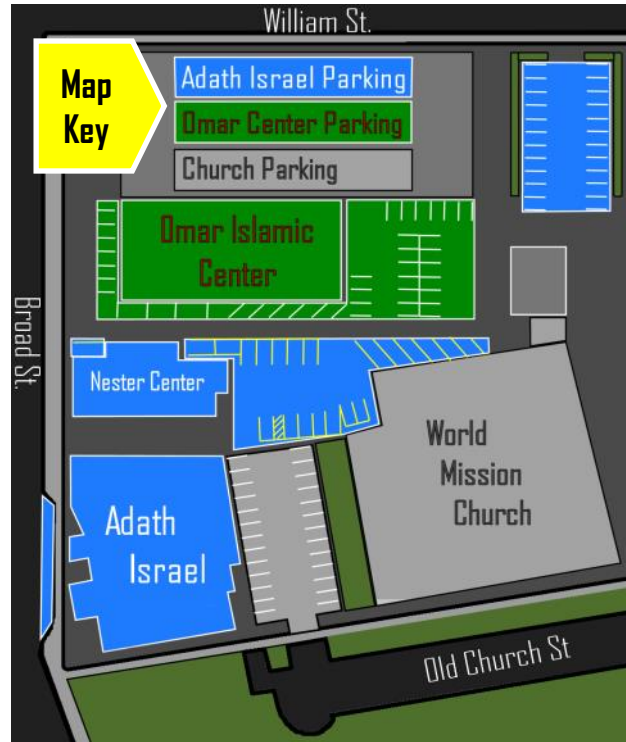 William St.
Map
Key
Adath Israel Parking
Omar Center Parking
Church Parking
Omar Islamic
Center
Broad St.
Nester Center
World
Mission
Church
Adath
Israel
Old Church St